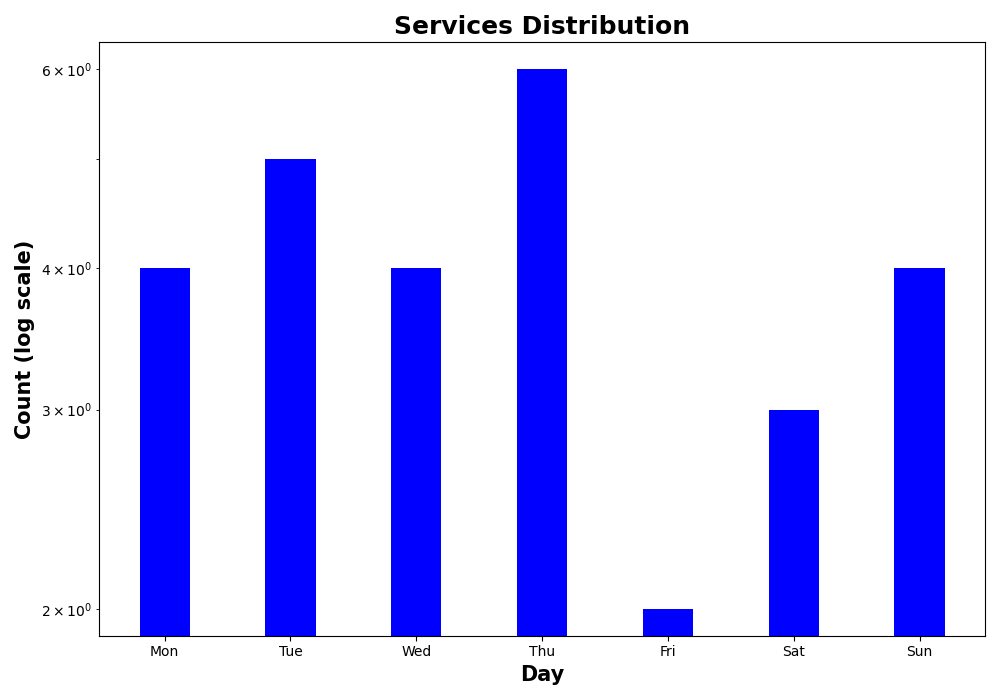 Services Distribution
6 × 10⁰
4 × 10⁰
3 × 10⁰
2 × 10⁰
Count (log scale)
Mon Tue Wed Thu Fri Sat Sun
Day